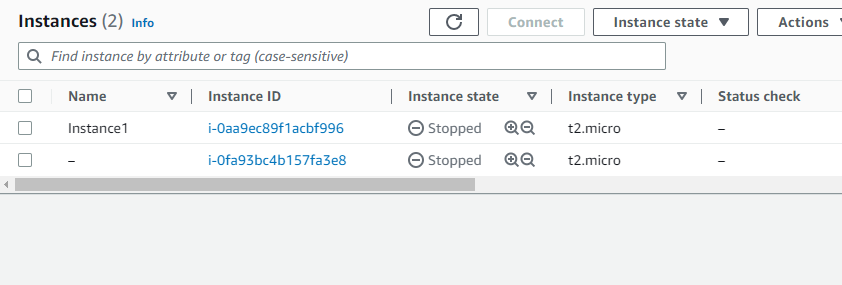 Instances (2) Info
Connect Instance state Actions
Find instance by attribute or tag (case-sensitive)
Name Instance ID Instance state Instance type Status check
Instance1 i-0aa9ec89f1acbf996 Stopped t2.micro –
– i-0fa93bc4b157fa3e8 Stopped t2.micro –